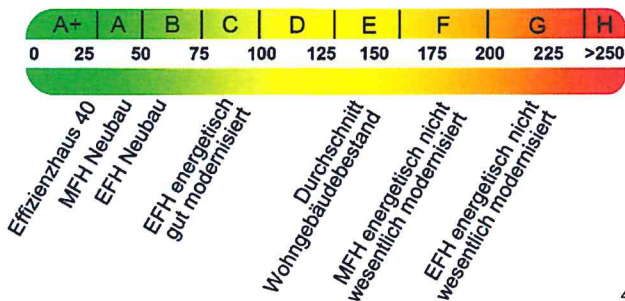 A+ A B C D E F G H
0 25 50 75 100 125 150 175 200 225 >250
Effizienzhaus 40
MFH Neubau
EFH Neubau
EFH energetisch
gut modernisiert
Durchschnitt
Wohngebäudebestand
MFH energetisch nicht
wesentlich modernisiert
EFH energetisch nicht
wesentlich modernisiert